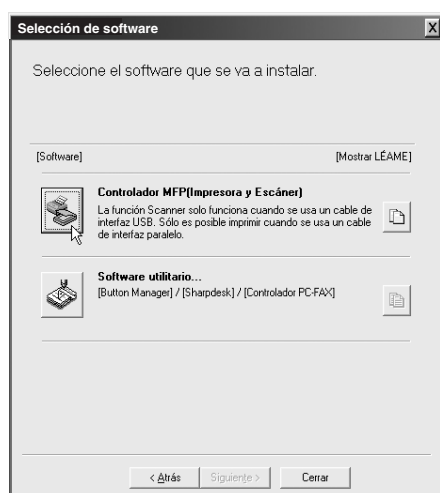 Selección de software
X
Seleccione el software que se va a instalar.
[Software] [Mostrar LÉAME]
Controlador MFP(Impresora y Escáner)
La función Scanner solo funciona cuando se usa un cable de
interfaz USB. Sólo es posible imprimir cuando se usa un cable
de interfaz paralelo.
Software utilitario...
[Button Manager] / [Sharpdesk] / [Controlador PC-FAX]
< Atrás Siguiente > Cerrar